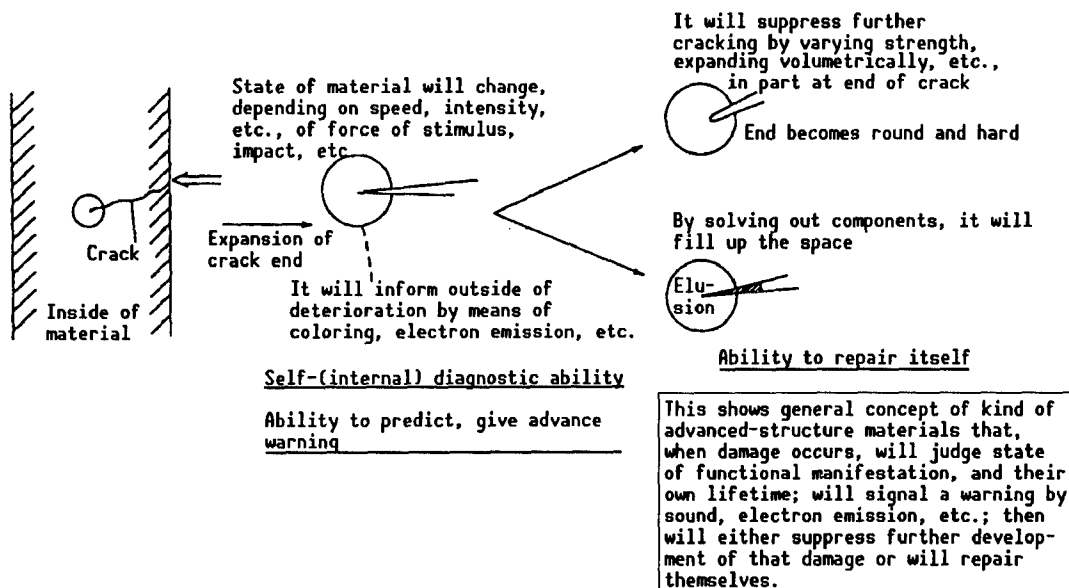 Crack
Inside of
material
State of material will change,
depending on speed, intensity,
etc., of force of stimulus,
impact, etc
Expansion of
crack end
It will inform outside of
deterioration by means of
coloring, electron emission, etc.
Self-(internal) diagnostic ability
Ability to predict, give advance
warning
It will suppress further
cracking by varying strength,
expanding volumetrically, etc.,
in part at end of crack
End becomes round and hard
By solving out components, it will
fill up the space
Elu-
sion
Ability to repair itself
This shows general concept of kind of
advanced-structure materials that,
when damage occurs, will judge state
of functional manifestation, and their
own lifetime; will signal a warning by
sound, electron emission, etc.; then
will either suppress further develop-
ment of that damage or will repair
themselves.